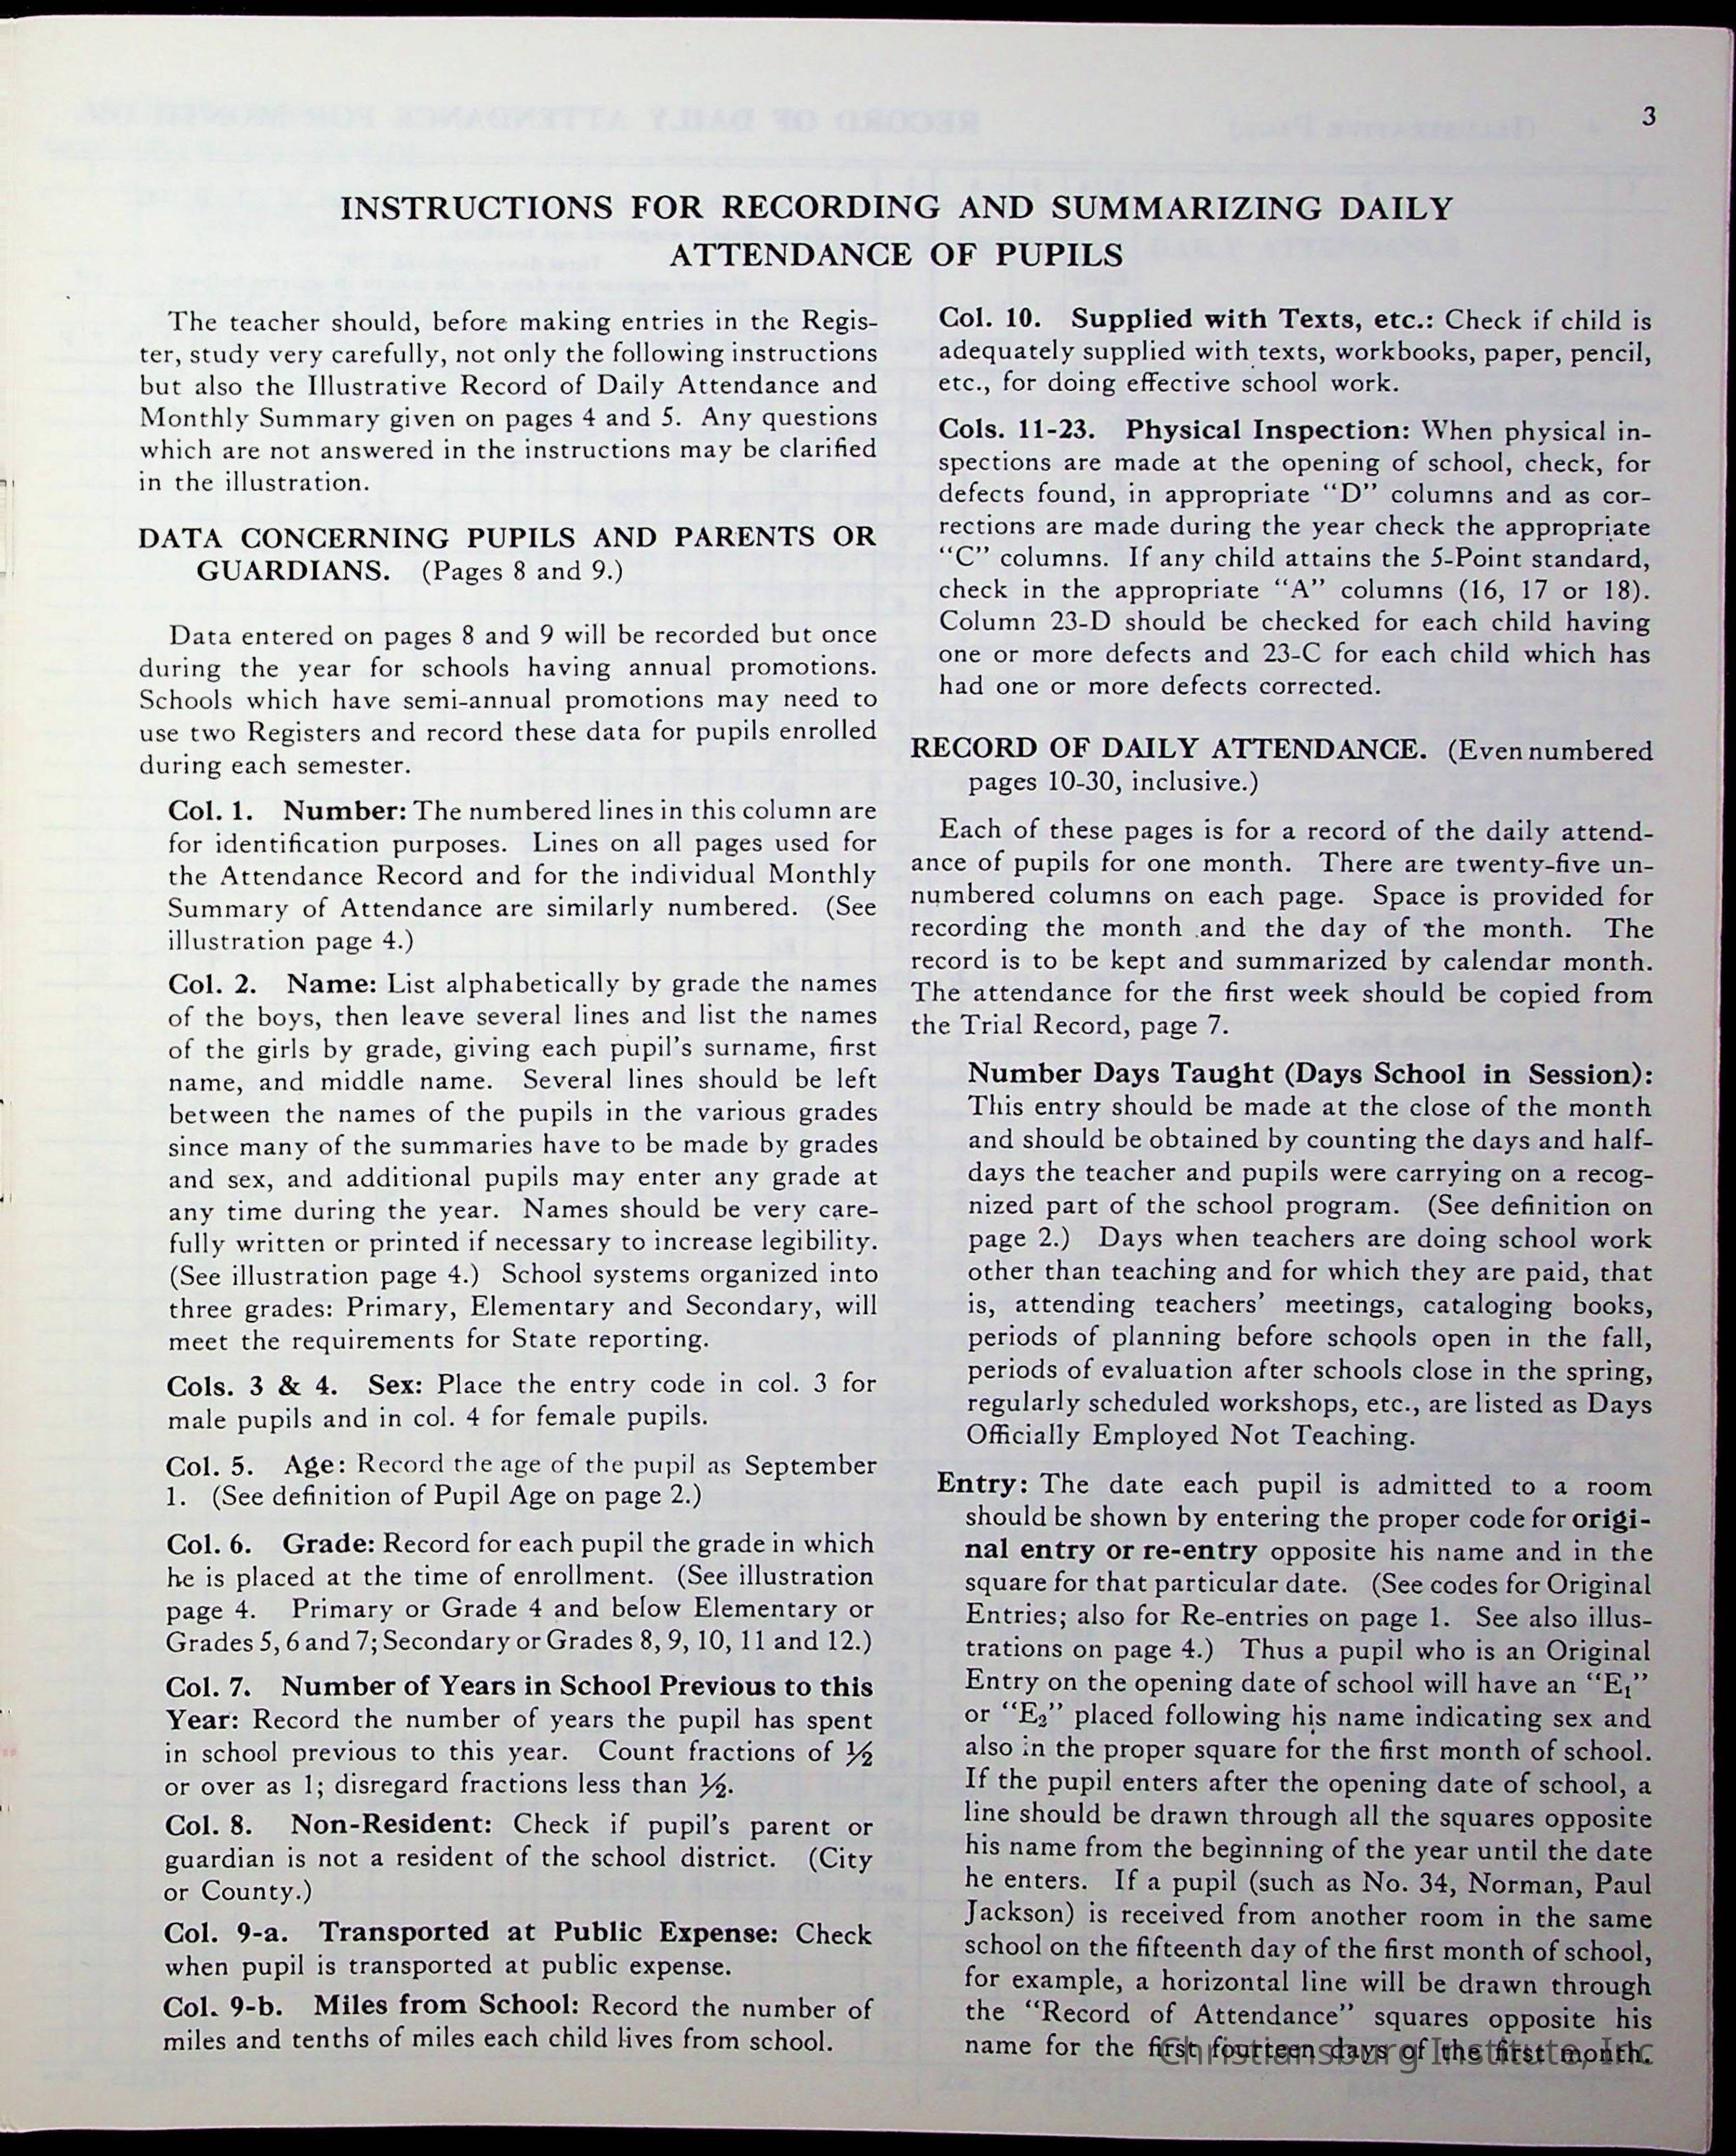 3
INSTRUCTIONS FOR RECORDING AND SUMMARIZING DAILY
ATTENDANCE OF PUPILS
The teacher should, before making entries in the Regis-
ter, study very carefully, not only the following instructions
but also the Illustrative Record of Daily Attendance and
Monthly Summary given on pages 4 and 5. Any questions
which are not answered in the instructions may be clarified
in the illustration.
DATA CONCERNING PUPILS AND PARENTS OR
GUARDIANS. (Pages 8 and 9.)
Data entered on pages 8 and 9 will be recorded but once
during the year for schools having annual promotions.
Schools which have semi-annual promotions may need to
use two Registers and record these data for pupils enrolled
during each semester.
Col. 1. Number: The numbered lines in this column are
for identification purposes. Lines on all pages used for
the Attendance Record and for the individual Monthly
Summary of Attendance are similarly numbered. (See
illustration page 4.)
Col. 2. Name: List alphabetically by grade the names
of the boys, then leave several lines and list the names
of the girls by grade, giving each pupil's surname, first
name, and middle name. Several lines should be left
between the names of the pupils in the various grades
since many of the summaries have to be made by grades
and sex, and additional pupils may enter any grade at
any time during the year. Names should be very care-
fully written or printed if necessary to increase legibility.
(See illustration page 4.) School systems organized into
three grades: Primary, Elementary and Secondary, will
meet the requirements for State reporting.
Cols. 3 & 4. Sex: Place the entry code in col. 3 for
male pupils and in col. 4 for female pupils.
Col. 5. Age: Record the age of the pupil as September
1. (See definition of Pupil Age on page 2.)
Col. 6. Grade: Record for each pupil the grade in which
he is placed at the time of enrollment. (See illustration
page 4. Primary or Grade 4 and below Elementary or
Grades 5, 6 and 7; Secondary or Grades 8, 9, 10, 11 and 12.)
Col. 7. Number of Years in School Previous to this
Year: Record the number of years the pupil has spent
in school previous to this year. Count fractions of ½
or over as 1; disregard fractions less than ½.
Col. 8. Non-Resident: Check if pupil's parent or
guardian is not a resident of the school district. (City
or County.)
Col. 9-a. Transported at Public Expense: Check
when pupil is transported at public expense.
Col. 9-b. Miles from School: Record the number of
miles and tenths of miles each child lives from school.
Col. 10. Supplied with Texts, etc.: Check if child is
adequately supplied with texts, workbooks, paper, pencil,
etc., for doing effective school work.
Cols. 11-23. Physical Inspection: When physical in-
spections are made at the opening of school, check, for
defects found, in appropriate "D" columns and as cor-
rections are made during the year check the appropriate
"C" columns. If any child attains the 5-Point standard,
check in the appropriate "A" columns (16, 17 or 18).
Column 23-D should be checked for each child having
one or more defects and 23-C for each child which has
had one or more defects corrected.
RECORD OF DAILY ATTENDANCE. (Even numbered
pages 10-30, inclusive.)
Each of these pages is for a record of the daily attend-
ance of pupils for one month. There are twenty-five un-
numbered columns on each page. Space is provided for
recording the month and the day of the month. The
record is to be kept and summarized by calendar month.
The attendance for the first week should be copied from
the Trial Record, page 7.
Number Days Taught (Days School in Session):
This entry should be made at the close of the month
and should be obtained by counting the days and half-
days the teacher and pupils were carrying on a recog-
nized part of the school program. (See definition on
page 2.) Days when teachers are doing school work
other than teaching and for which they are paid, that
is, attending teachers' meetings, cataloging books,
periods of planning before schools open in the fall,
periods of evaluation after schools close in the spring,
regularly scheduled workshops, etc., are listed as Days
Officially Employed Not Teaching.
Entry: The date each pupil is admitted to a room
should be shown by entering the proper code for origi-
nal entry or re-entry opposite his name and in the
square for that particular date. (See codes for Original
Entries; also for Re-entries on page 1. See also illus-
trations on page 4.) Thus a pupil who is an Original
Entry on the opening date of school will have an "E₁"
or "E₂" placed following his name indicating sex and
also in the proper square for the first month of school.
If the pupil enters after the opening date of school, a
line should be drawn through all the squares opposite
his name from the beginning of the year until the date
he enters. If a pupil (such as No. 34, Norman, Paul
Jackson) is received from another room in the same
school on the fifteenth day of the first month of school,
for example, a horizontal line will be drawn through
the "Record of Attendance" squares opposite his
name for the first fourteen days of the first month.
Christiansburg Institute, Inc